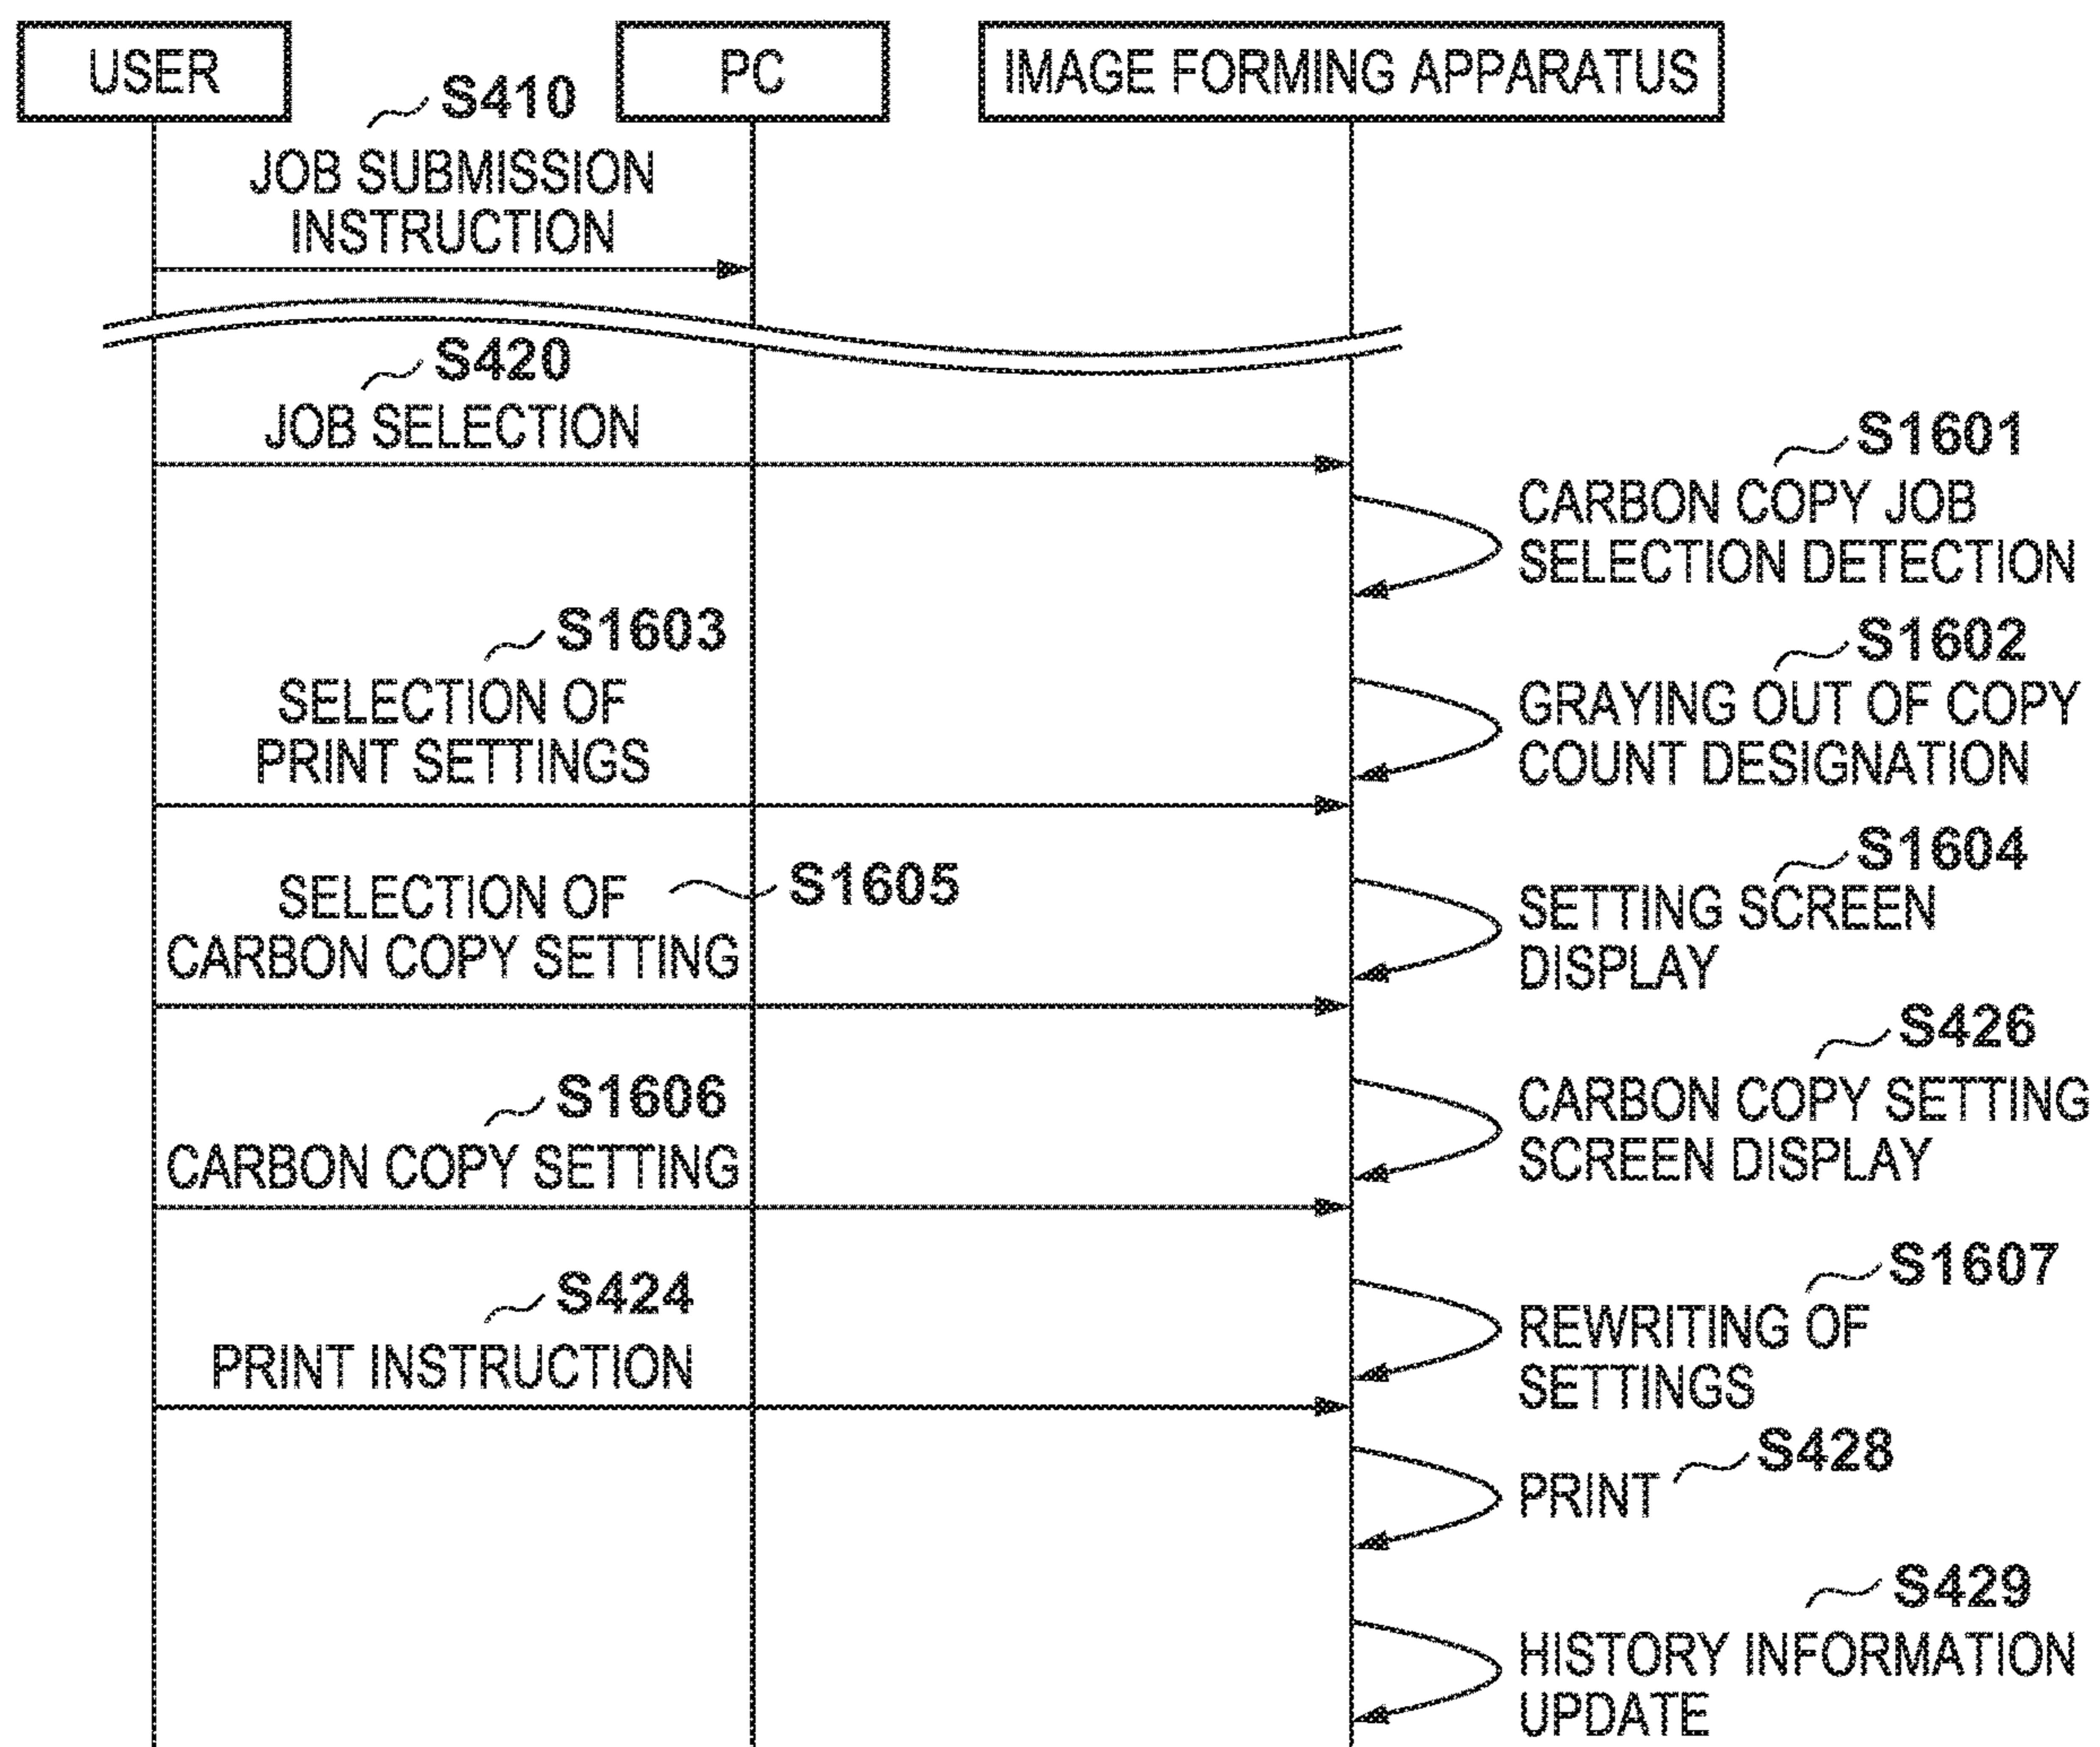 USER
PC
IMAGE FORMING APPARATUS
S410
JOB SUBMISSION
INSTRUCTION
S420
JOB SELECTION
S1601
CARBON COPY JOB
SELECTION DETECTION
S1603
SELECTION OF
PRINT SETTINGS
S1602
GRAYING OUT OF COPY
COUNT DESIGNATION
S1605
SELECTION OF
CARBON COPY SETTING
S1604
SETTING SCREEN
DISPLAY
S426
CARBON COPY SETTING
SCREEN DISPLAY
S1606
CARBON COPY SETTING
S1607
REWRITING OF
SETTINGS
S424
PRINT INSTRUCTION
S428
PRINT
S429
HISTORY INFORMATION
UPDATE